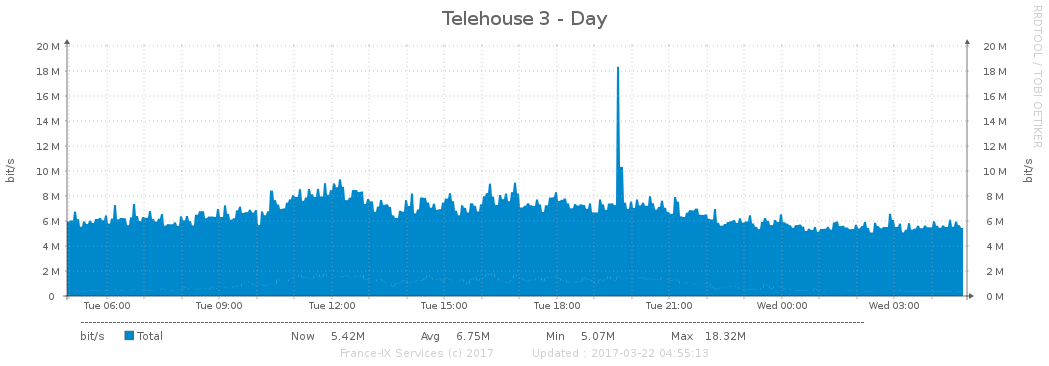 Telehouse 3 - Day
RRDTOOL / TOBI OETIKER
bit/s
bit/s
20 M 20 M
18 M 18 M
16 M 16 M
14 M 14 M
12 M 12 M
10 M 10 M
8 M 8 M
6 M 6 M
4 M 4 M
2 M 2 M
0 0 M
Tue 06:00 Tue 09:00 Tue 12:00 Tue 15:00 Tue 18:00 Tue 21:00 Wed 00:00 Wed 03:00
bit/s Total Now 5.42M Avg 6.75M Min 5.07M Max 18.32M
France-IX Services (c) 2017 Updated : 2017-03-22 04:55:13